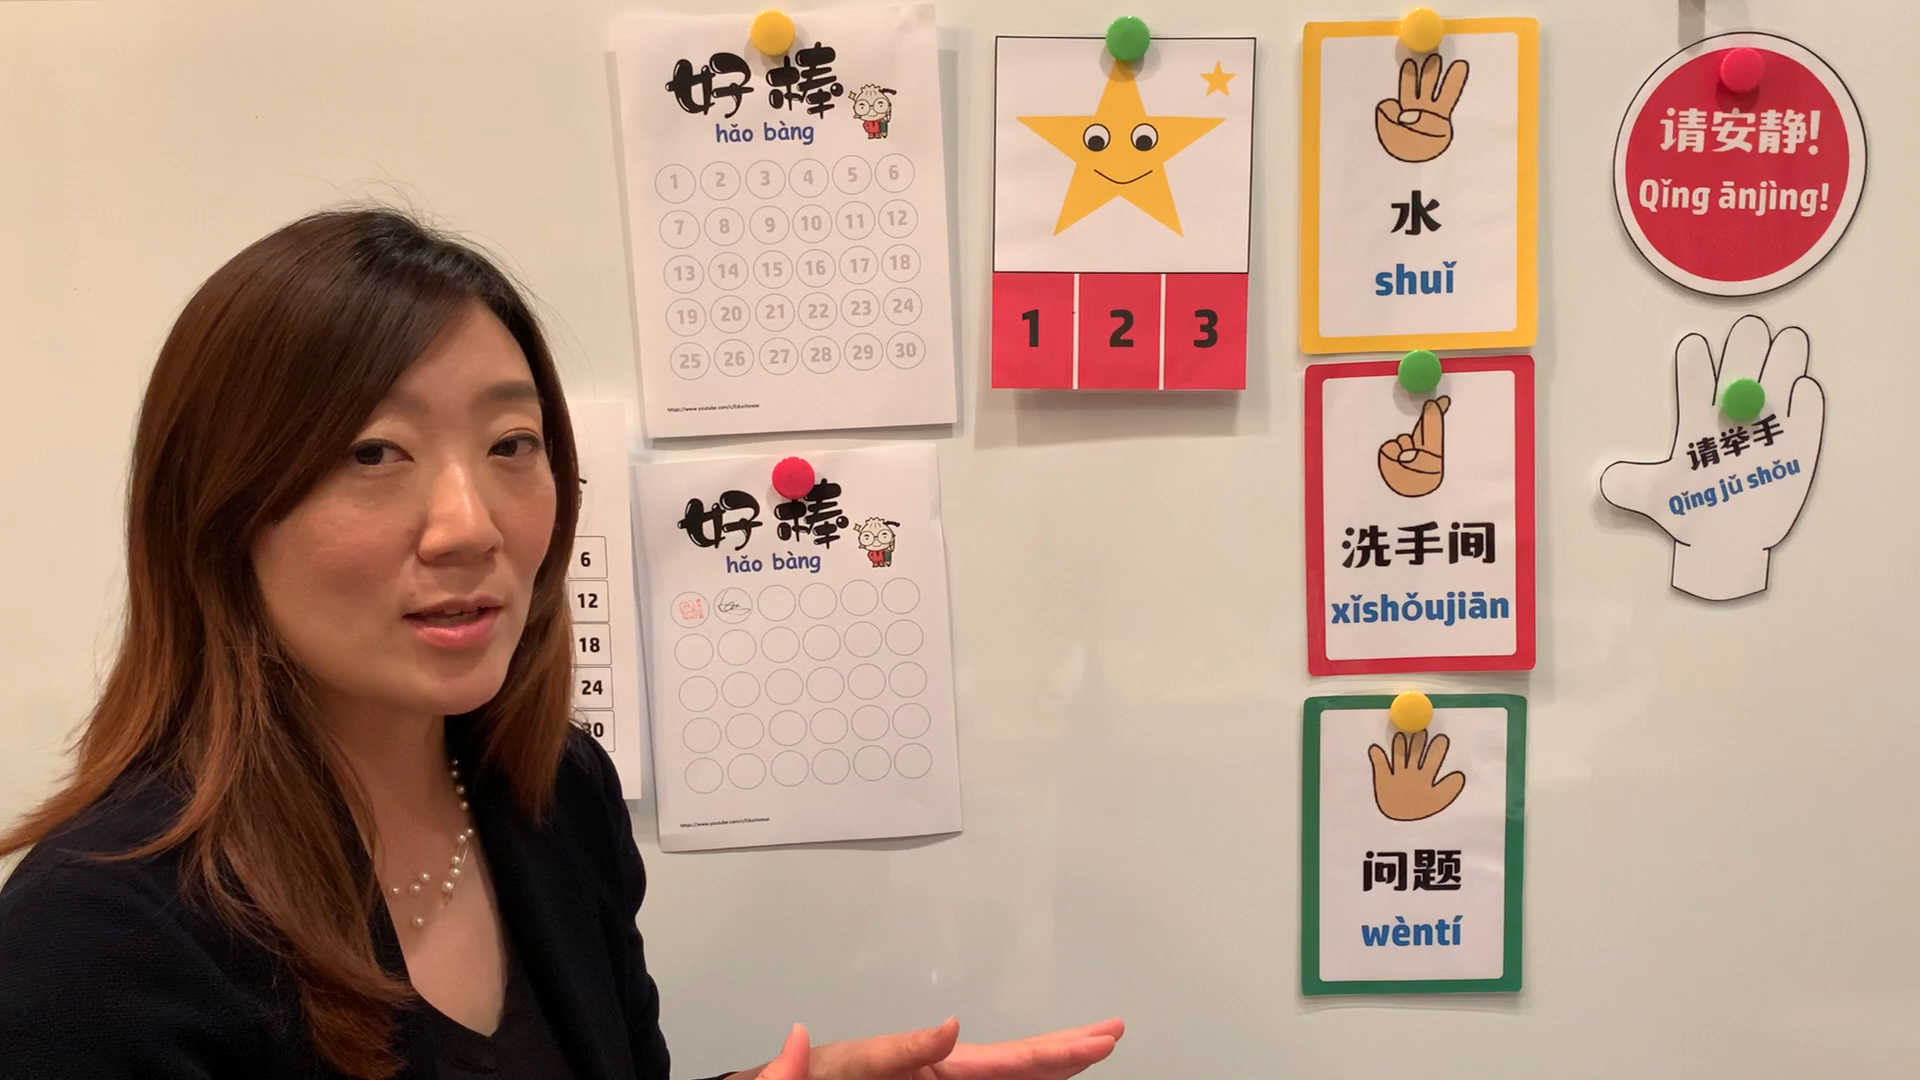 好棒
hǎo bàng
1 2 3 4 5 6
7 8 9 10 11 12
13 14 15 16 17 18
19 20 21 22 23 24
25 26 27 28 29 30
1 2 3
水
shuǐ
请安静!
Qǐng ānjìng!
请举手
Qǐng jǔ shǒu
洗手间
xǐshǒujiān
6
12
18
24
30
好棒
hǎo bàng
问题
wèntí